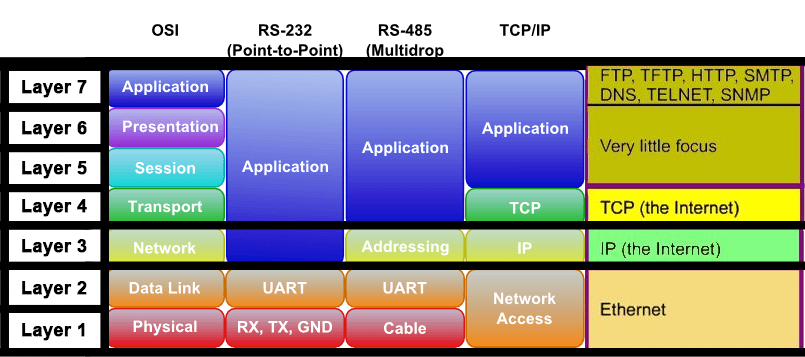 OSI
RS-232
(Point-to-Point)
RS-485
(Multidrop
TCP/IP
Layer 7
Application
FTP, TFTP, HTTP, SMTP,
DNS, TELNET, SNMP
Layer 6
Presentation
Application
Application
Application
Very little focus
Layer 5
Session
Layer 4
Transport
TCP
TCP (the Internet)
Layer 3
Network
Addressing
IP
IP (the Internet)
Layer 2
Data Link
UART
UART
Network
Access
Ethernet
Layer 1
Physical
RX, TX, GND
Cable